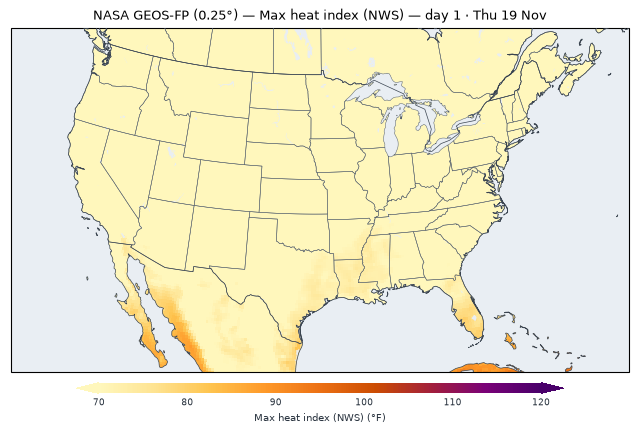 NASA GEOS-FP (0.25°) — Max heat index (NWS) — day 1 · Thu 19 Nov
70 80 90 100 110 120
Max heat index (NWS) (°F)